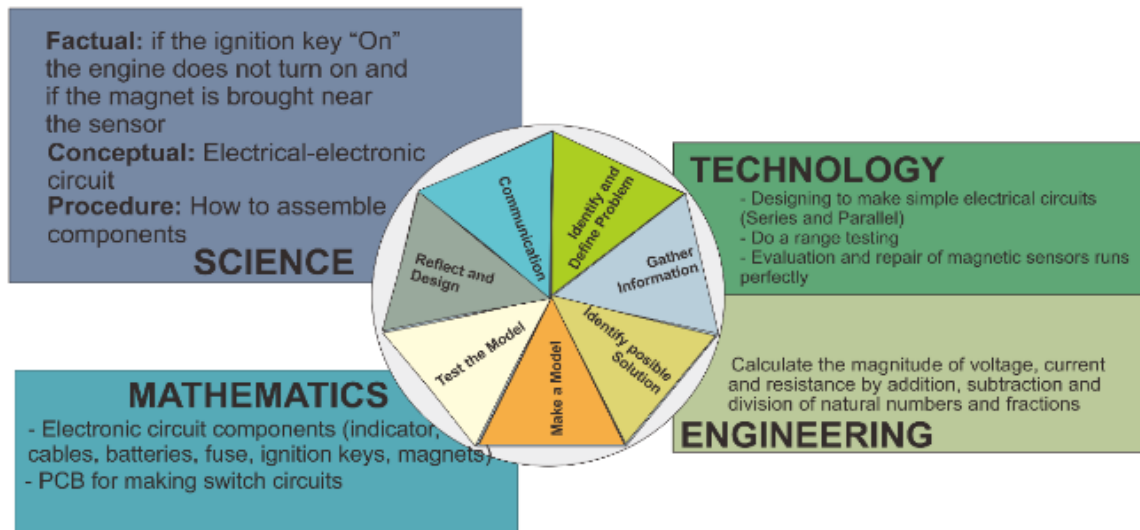 Factual: if the ignition key “On”
the engine does not turn on and
if the magnet is brought near
the sensor
Conceptual: Electrical-electronic
circuit
Procedure: How to assemble
components
SCIENCE
TECHNOLOGY
- Designing to make simple electrical circuits
(Series and Parallel)
- Do a range testing
- Evaluation and repair of magnetic sensors runs
perfectly
Communication
Identify and
Define Problem
Gather
Information
Identify posible
Solution
Make a Model
Test the Model
Reflect and
Design
MATHEMATICS
- Electronic circuit components (indicator,
cables, batteries, fuse, ignition keys, magnets)
- PCB for making switch circuits
Calculate the magnitude of voltage, current
and resistance by addition, subtraction and
division of natural numbers and fractions
ENGINEERING